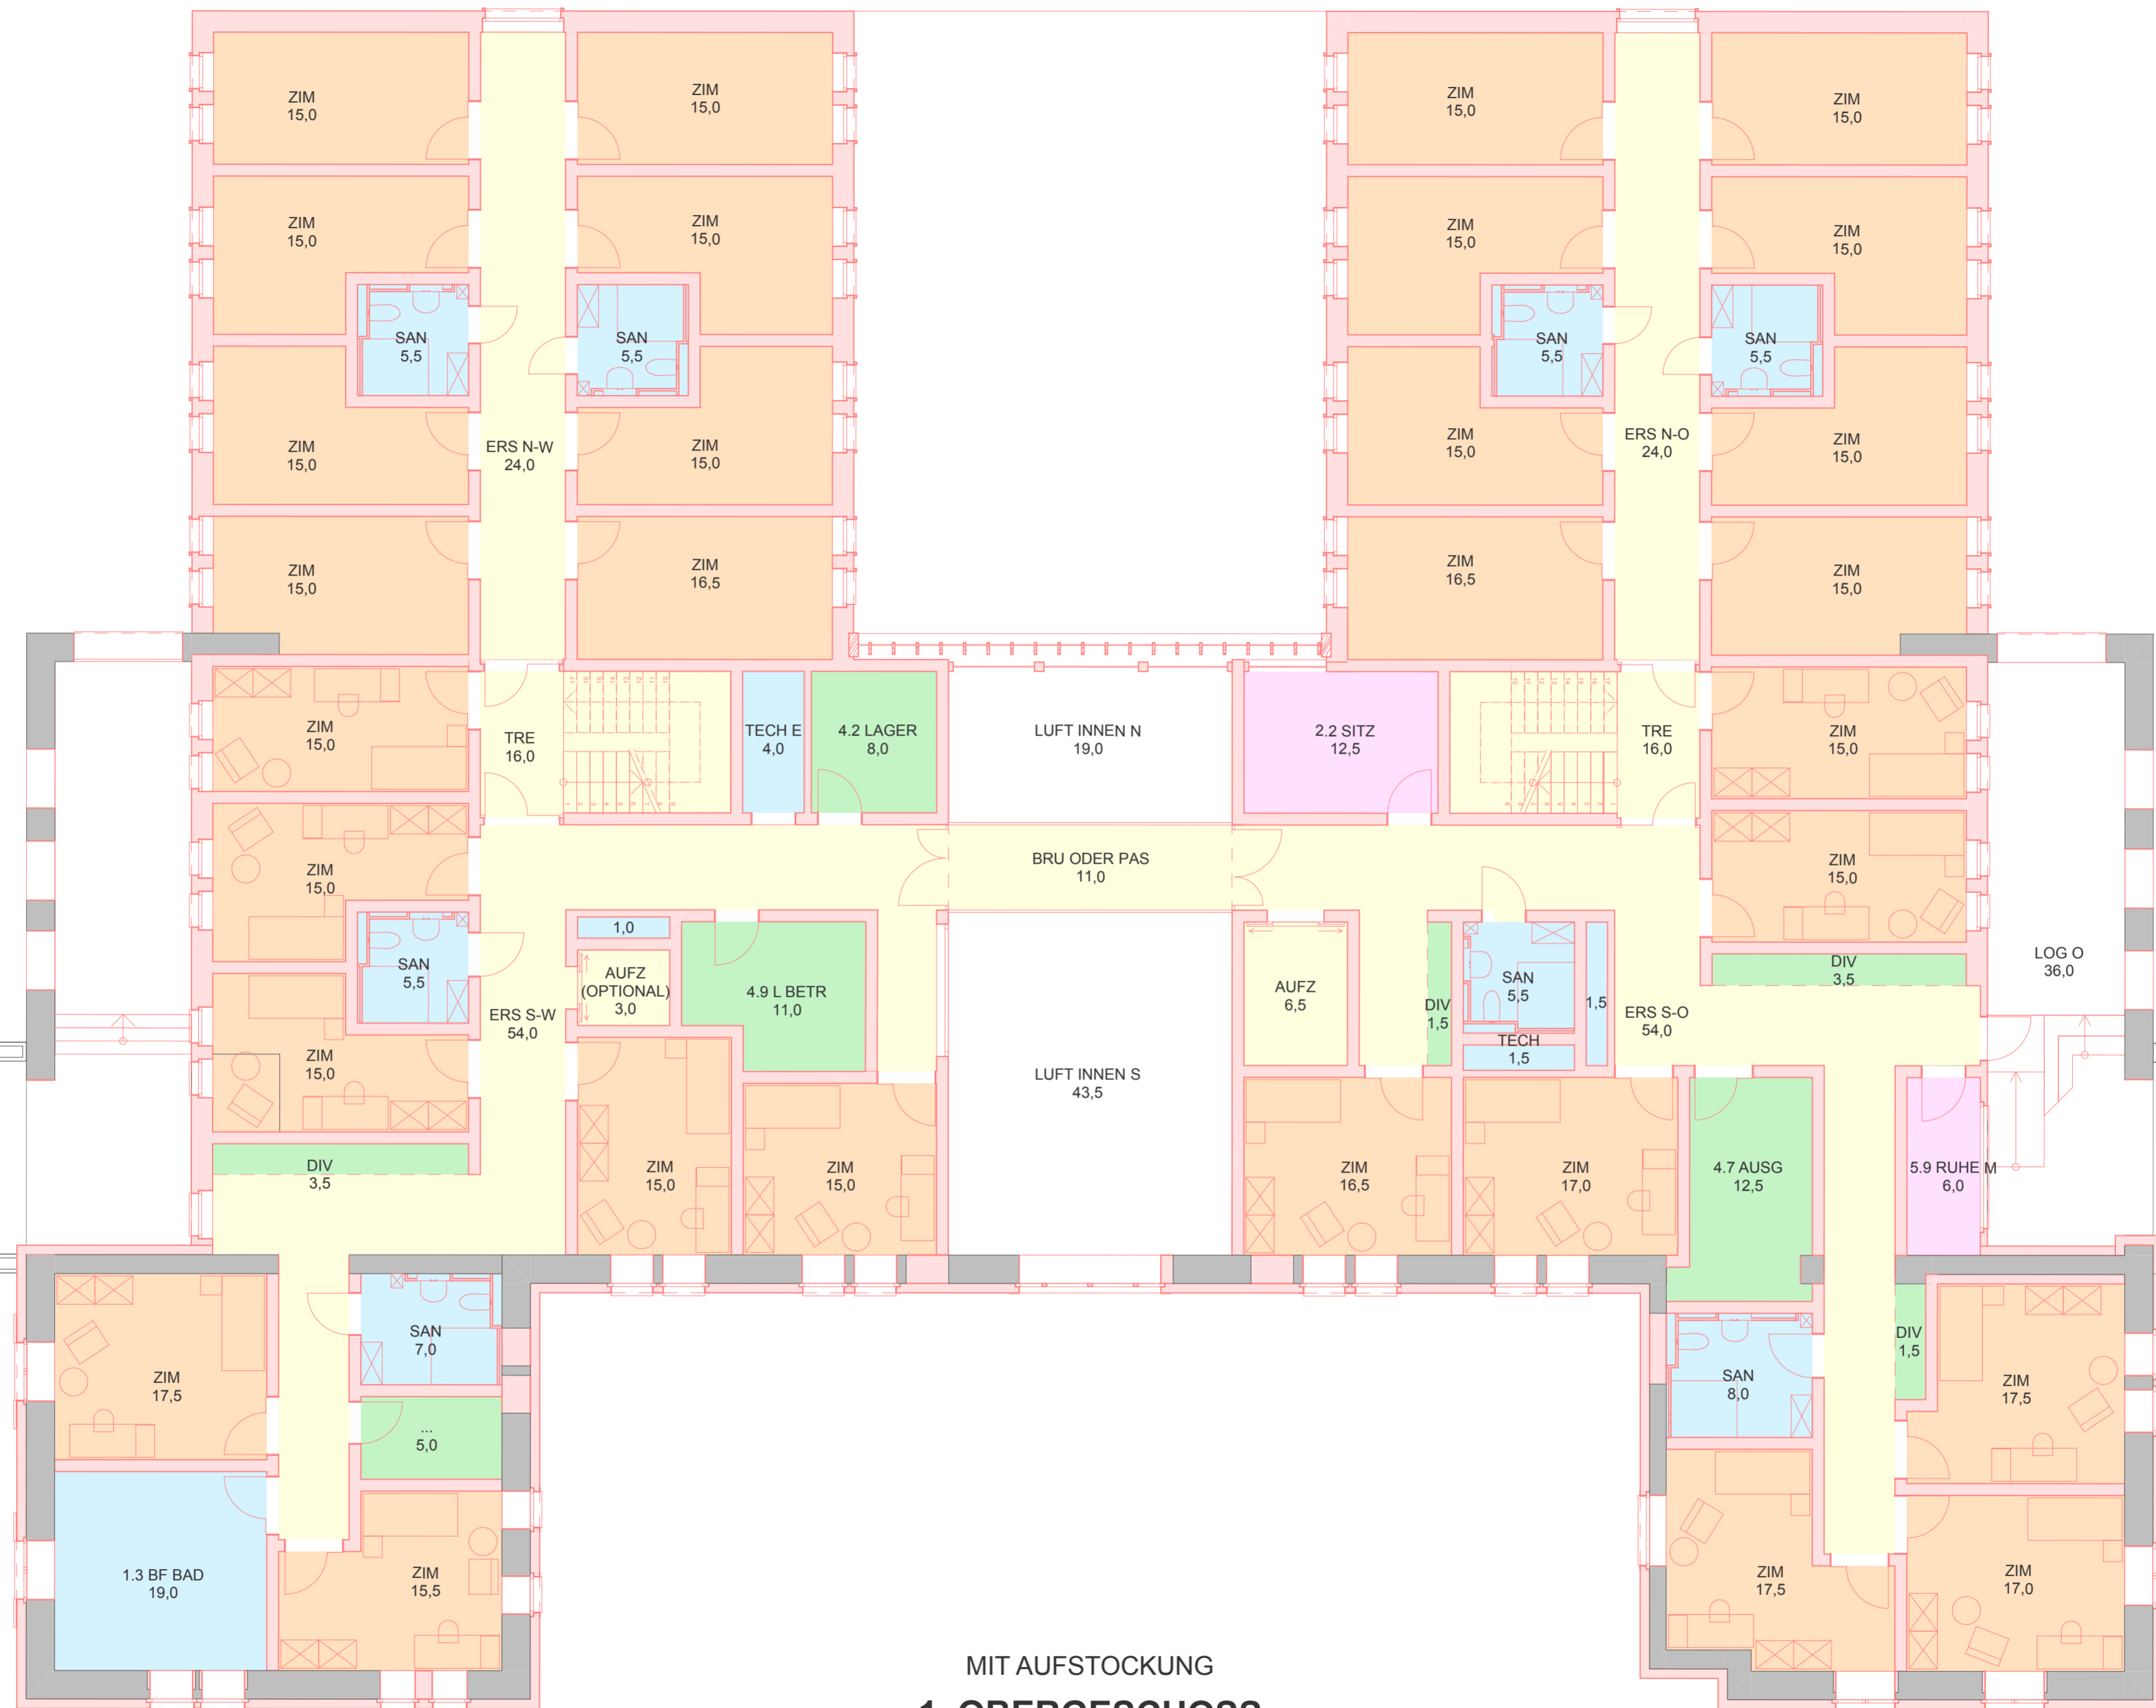 ZIM
15,0
ZIM
15,0
ZIM
15,0
ZIM
15,0
ZIM
15,0
ZIM
15,0
ZIM
15,0
ZIM
15,0
SAN
5,5
SAN
5,5
SAN
5,5
SAN
5,5
ZIM
15,0
ERS N-W
24,0
ZIM
15,0
ZIM
15,0
ERS N-O
24,0
ZIM
15,0
ZIM
15,0
ZIM
16,5
ZIM
16,5
ZIM
15,0
ZIM
15,0
TRE
16,0
TECH E
4,0
4.2 LAGER
8,0
LUFT INNEN N
19,0
2.2 SITZ
12,5
TRE
16,0
ZIM
15,0
ZIM
15,0
BRU ODER PAS
11,0
ZIM
15,0
SAN
5,5
1,0
AUFZ
(OPTIONAL)
3,0
4.9 L BETR
11,0
AUFZ
6,5
DIV
1,5
SAN
5,5
1,5
TECH
1,5
DIV
3,5
LOG O
36,0
ERS S-W
54,0
ERS S-O
54,0
ZIM
15,0
LUFT INNEN S
43,5
DIV
3,5
ZIM
15,0
ZIM
15,0
ZIM
16,5
ZIM
17,0
4.7 AUSG
12,5
5.9 RUHE M
6,0
ZIM
17,5
SAN
7,0
...
5,0
SAN
8,0
DIV
1,5
ZIM
17,5
1.3 BF BAD
19,0
ZIM
15,5
ZIM
17,5
ZIM
17,0
MIT AUFSTOCKUNG
1. OBERGESCHOSS